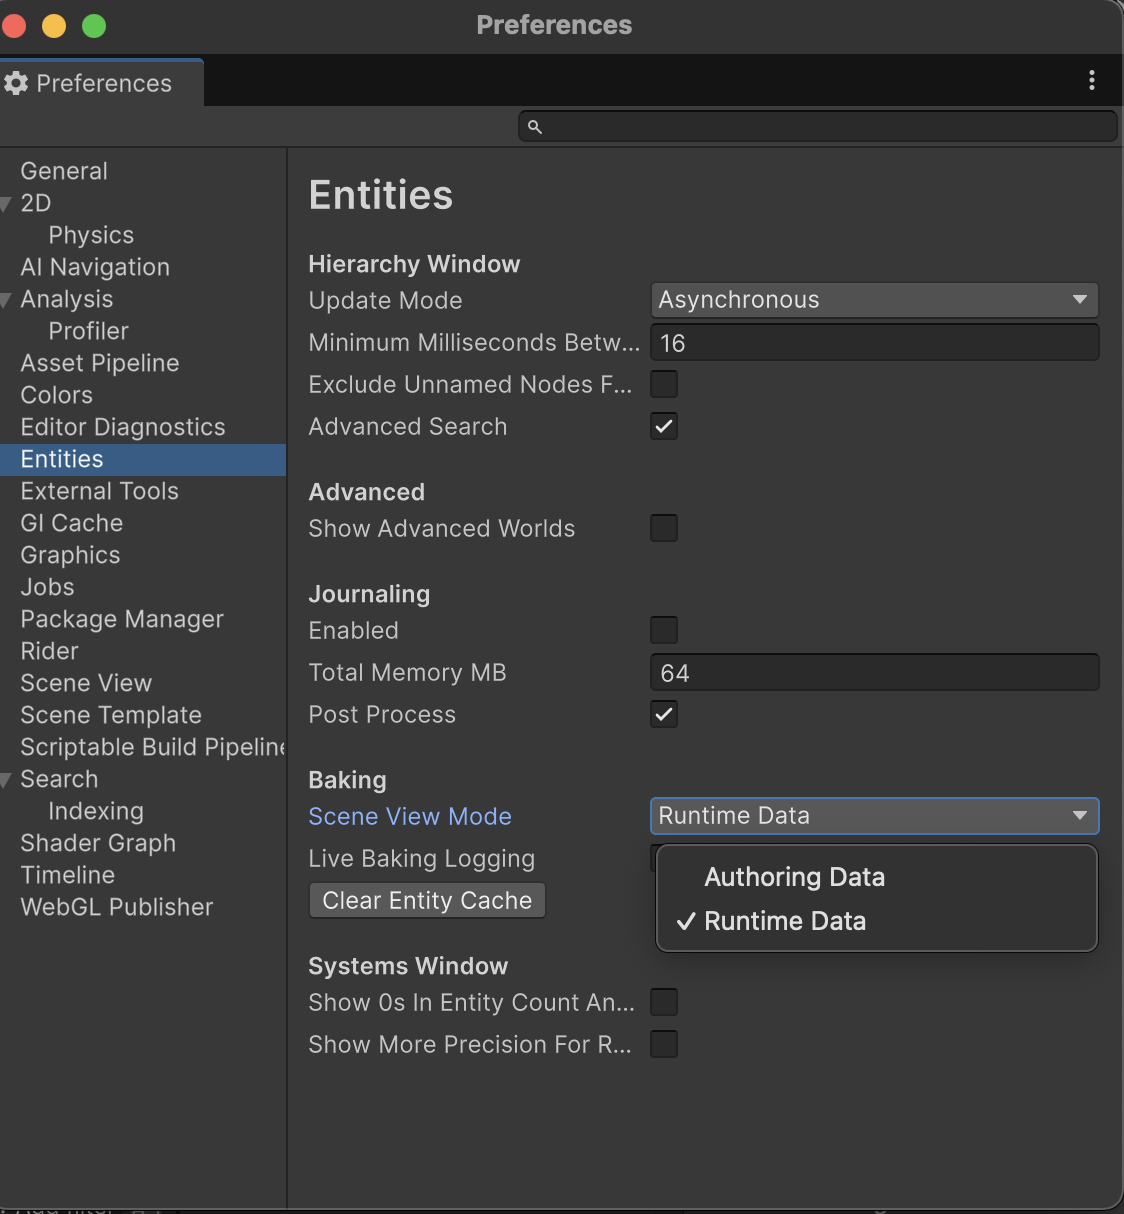 Preferences
Preferences
General
2D
Physics
AI Navigation
Analysis
Profiler
Asset Pipeline
Colors
Editor Diagnostics
Entities
External Tools
GI Cache
Graphics
Jobs
Package Manager
Rider
Scene View
Scene Template
Scriptable Build Pipeline
Search
Indexing
Shader Graph
Timeline
WebGL Publisher
Entities
Hierarchy Window
Update Mode Asynchronous
Minimum Milliseconds Betw... 16
Exclude Unnamed Nodes F...
Advanced Search
Advanced
Show Advanced Worlds
Journaling
Enabled
Total Memory MB 64
Post Process
Baking
Scene View Mode Runtime Data
Live Baking Logging
Authoring Data
Clear Entity Cache
Runtime Data
Systems Window
Show 0s In Entity Count An...
Show More Precision For R...